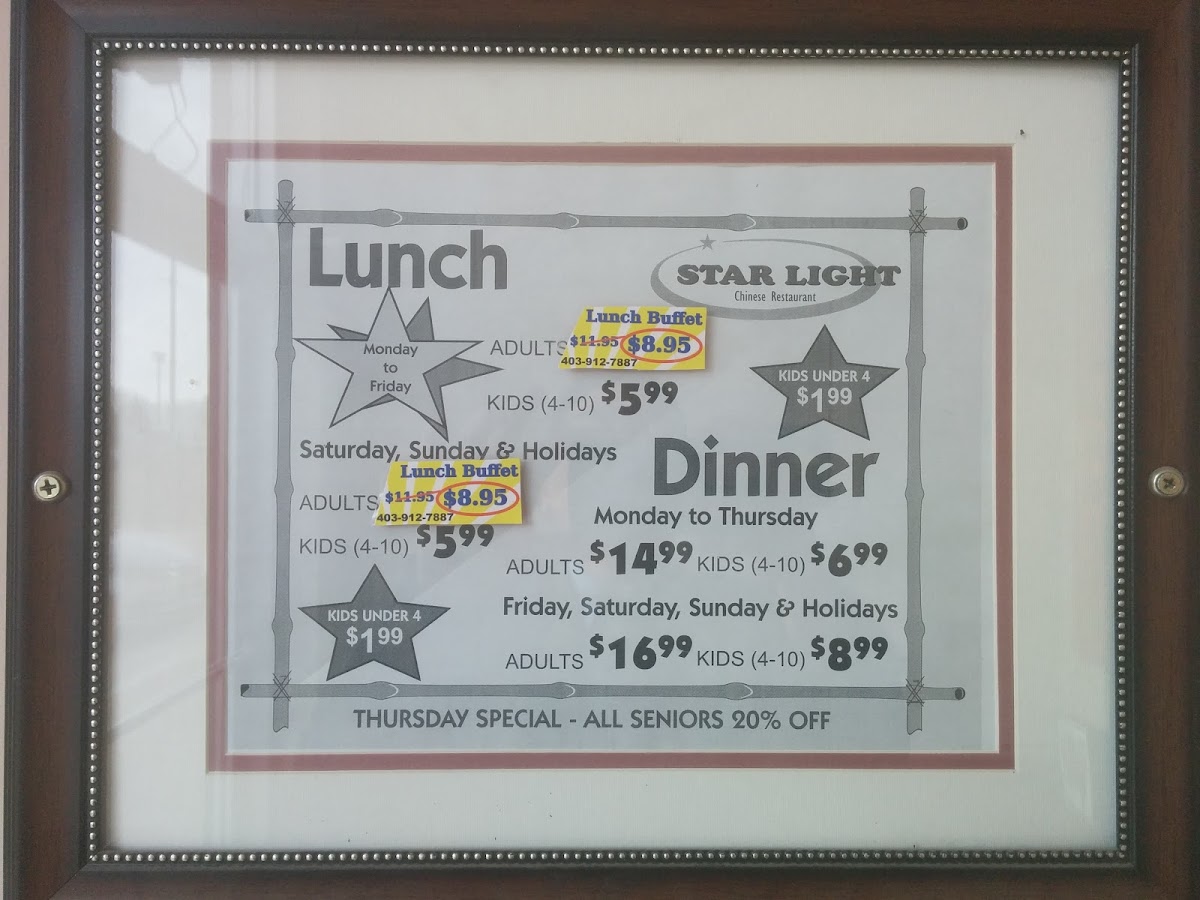 Lunch
STAR LIGHT
Chinese Restaurant
Monday
to
Friday
ADULTS
Lunch Buffet
$11.95 $8.95
403-912-7887
KIDS (4-10) $5.99
KIDS UNDER 4
$1.99
Saturday, Sunday & Holidays
ADULTS
Lunch Buffet
$11.95 $8.95
403-912-7887
KIDS (4-10) $5.99
KIDS UNDER 4
$1.99
Dinner
Monday to Thursday
ADULTS $14.99 KIDS (4-10) $6.99
Friday, Saturday, Sunday & Holidays
ADULTS $16.99 KIDS (4-10) $8.99
THURSDAY SPECIAL - ALL SENIORS 20% OFF